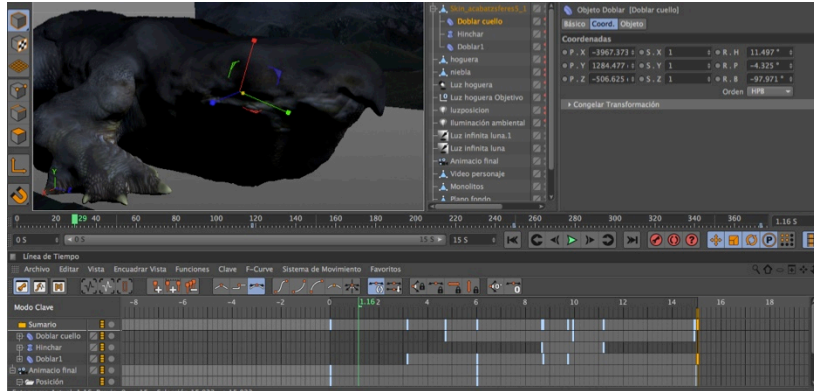 Skin_acabatzsferes5_1
Doblar cuello
Hinchar
Doblar1
hoguera
niebla
Luz hoguera
Luz hoguera Objetivo
luzposicion
Iluminación ambiental
Luz infinita luna.1
Luz infinita luna
Animacio final
Video personaje
Monolitos
Plano fondo
Objeto Doblar [Doblar cuello]
Básico Coord. Objeto
Coordenadas
P . X -3967.373 S . X 1 R . H 11.497 °
P . Y 1284.477 S . Y 1 R . P -4.325 °
P . Z -506.625 S . Z 1 R . B -97.971 °
Orden HPB
Congelar Transformación
Y
0 20 29 40 60 80 100 120 140 160 180 200 220 240 260 280 300 320 340 360 1.16 S
0 S 0 S 15 S 15 S
Línea de Tiempo
Archivo Editar Vista Encuadrar Vista Funciones Clave F-Curve Sistema de Movimiento Favoritos
Modo Clave
-8 -6 -4 -2 0 1.16 2 4 6 8 10 12 14 16 18
Sumario
Doblar cuello
Hinchar
Doblar1
Animacio final
Posición